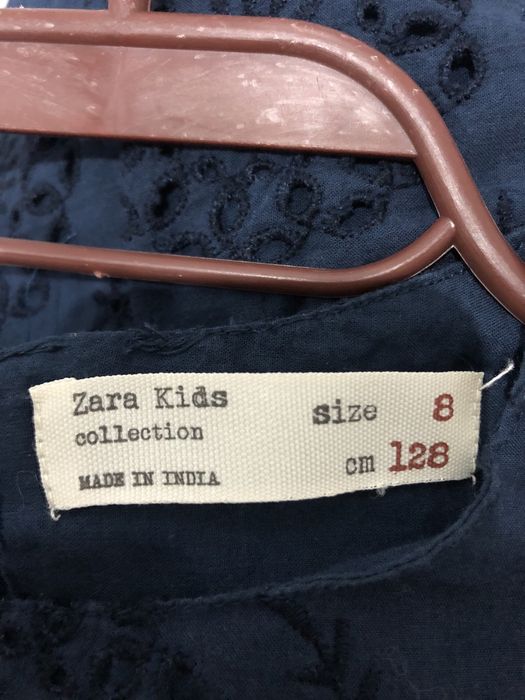 Zara Kids
collection
MADE IN INDIA
size 8
cm 128